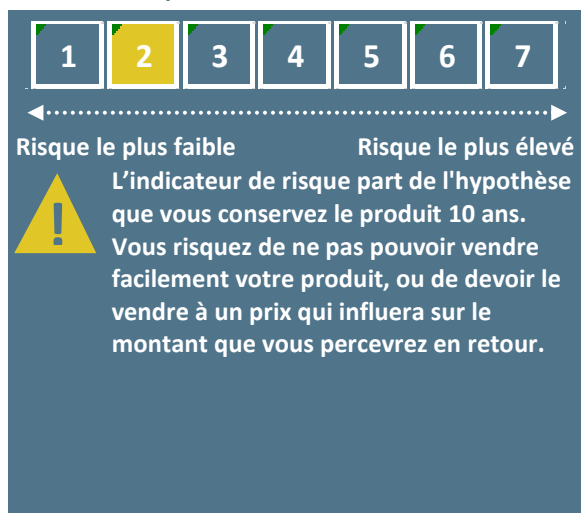 1 2 3 4 5 6 7
Risque le plus faible Risque le plus élevé
L’indicateur de risque part de l'hypothèse
que vous conservez le produit 10 ans.
Vous risquez de ne pas pouvoir vendre
facilement votre produit, ou de devoir le
vendre à un prix qui influera sur le
montant que vous percevrez en retour.